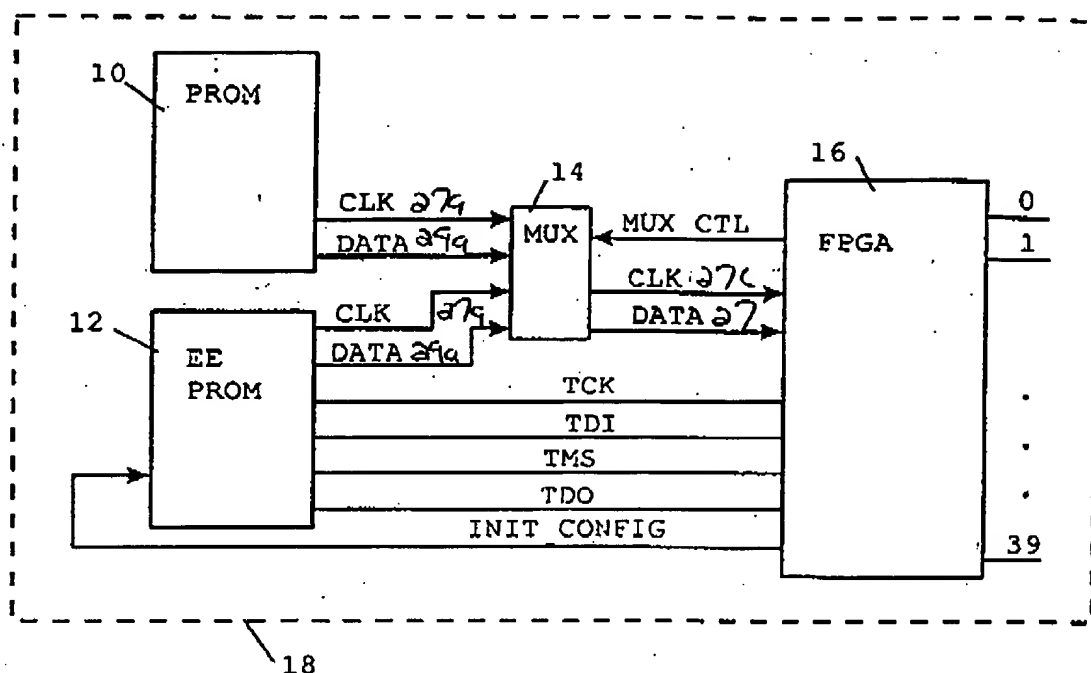 10
PROM
16
14
CLK 27a
MUX
MUX CTL
FPGA
0
1
DATA 29a
CLK 27c
DATA 27
12
CLK 27a
EE
PROM
DATA 29a
TCK
TDI
TMS
TDO
INIT CONFIG
39
18